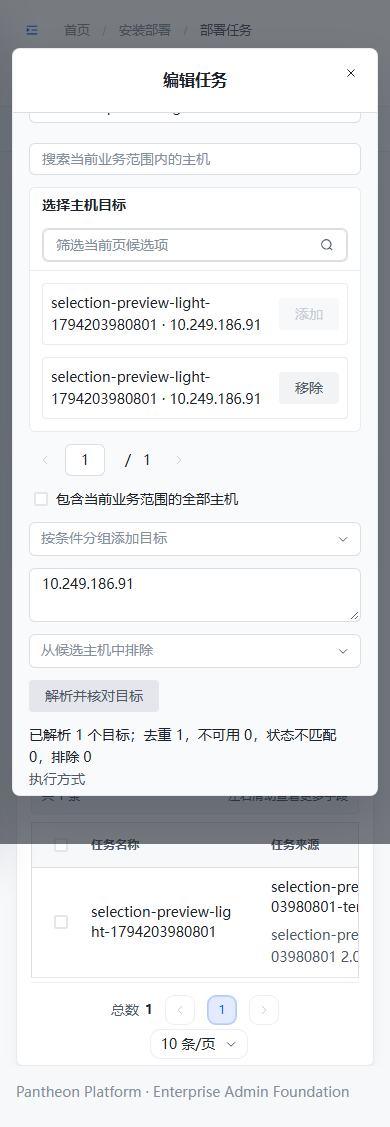 首页 / 安装部署 / 部署任务
编辑任务
搜索当前业务范围内的主机
选择主机目标
筛选当前页候选项
selection-preview-light-
1794203980801 · 10.249.186.91
添加
selection-preview-light-
1794203980801 · 10.249.186.91
移除
1 / 1
包含当前业务范围的全部主机
按条件分组添加目标
10.249.186.91
从候选主机中排除
解析并核对目标
已解析 1 个目标；去重 1，不可用 0，状态不匹配
0，排除 0
执行方式
任务名称 任务来源
selection-pre
03980801-ter
selection-preview-lig
ht-1794203980801
selection-pre
03980801 2.0
总数 1 1
10 条/页
Pantheon Platform · Enterprise Admin Foundation